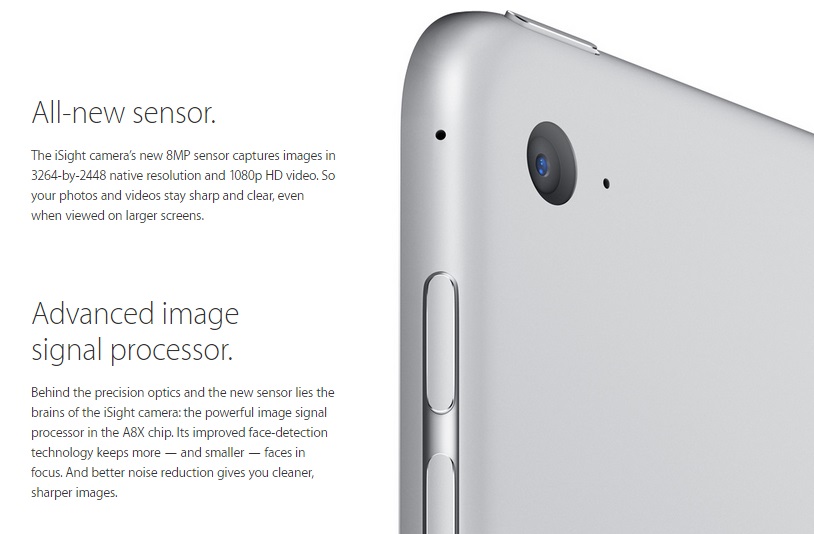 All-new sensor.
The iSight camera's new 8MP sensor captures images in
3264-by-2448 native resolution and 1080p HD video. So
your photos and videos stay sharp and clear, even
when viewed on larger screens.
Advanced image
signal processor.
Behind the precision optics and the new sensor lies the
brains of the iSight camera: the powerful image signal
processor in the A8X chip. Its improved face-detection
technology keeps more — and smaller — faces in
focus. And better noise reduction gives you cleaner,
sharper images.